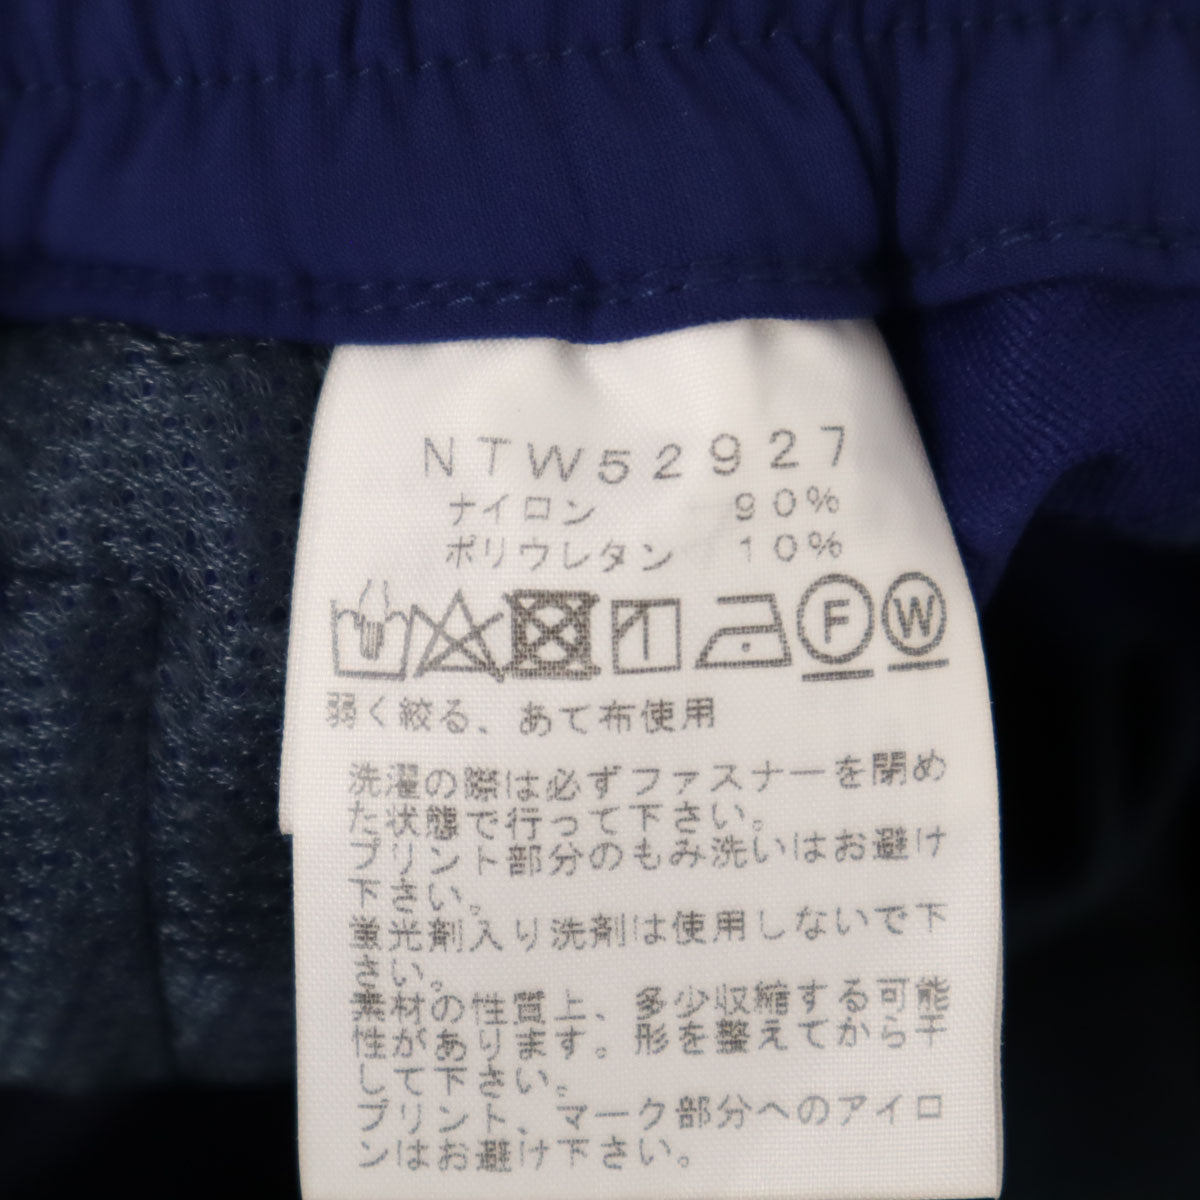 NTW52927
ナイロン 90%
ポリウレタン 10%
F W
弱く絞る、あて布使用
洗濯の際は必ずファスナーを閉め
た状態で行って下さい。
プリント部分のもみ洗いはお避け
下さい。
蛍光剤入り洗剤は使用しないで下
さい。
素材の性質上、多少収縮する可能
性があります。形を整えてから干
して下さい。
プリント、マーク部分へのアイロ
ンはお避け下さい。